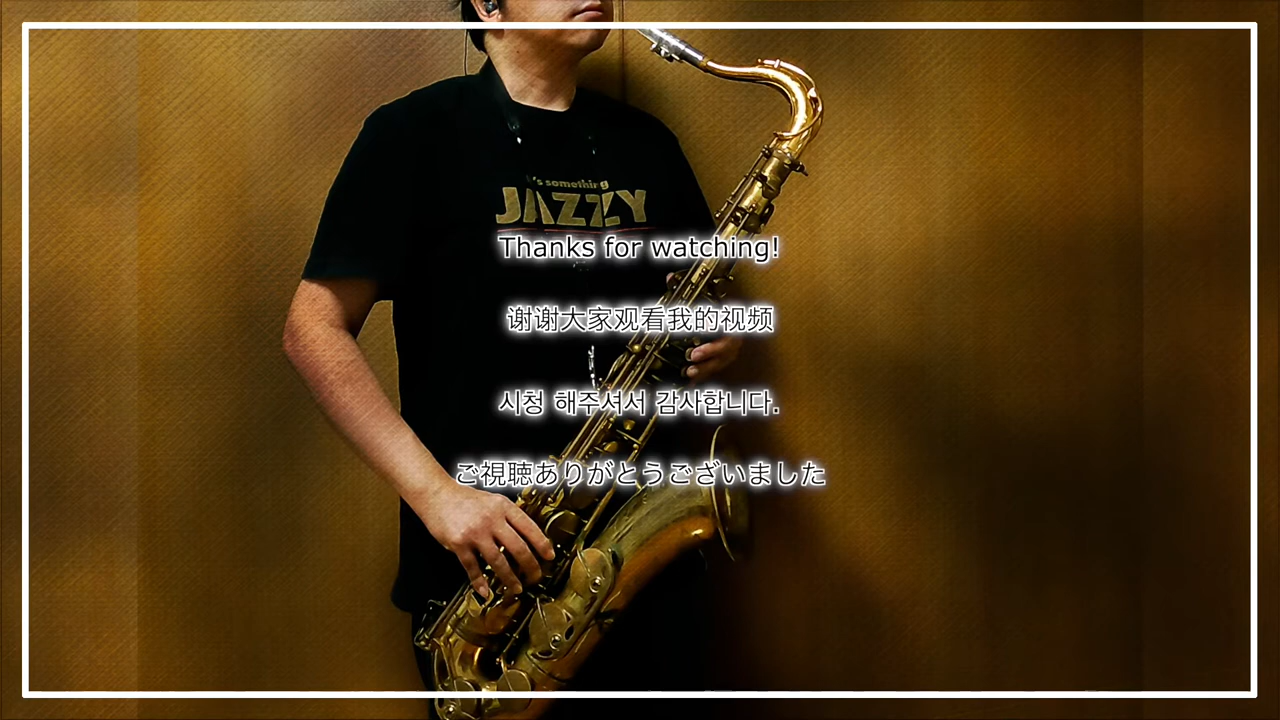 it's something
JAZZY
Thanks for watching!
谢谢大家观看我的视频
시청 해주셔서 감사합니다.
ご視聴ありがとうございました